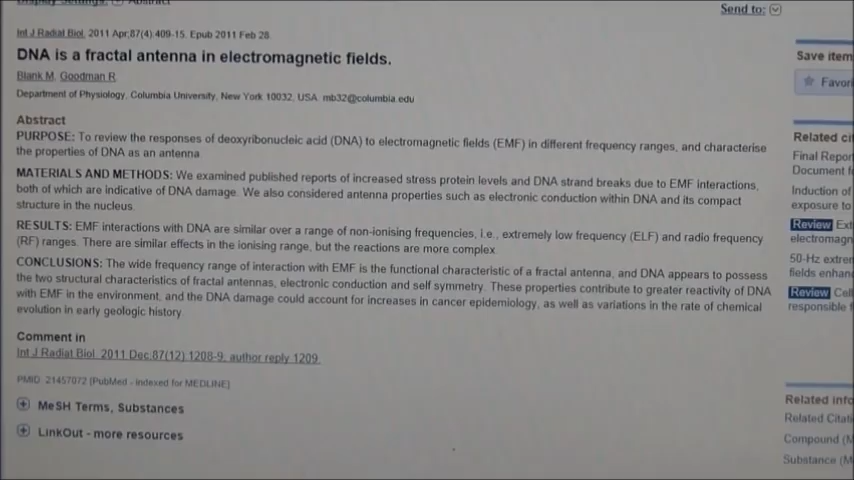 Display Settings: Abstract
Send to:
Int J Radiat Biol. 2011 Apr;87(4):409-15. Epub 2011 Feb 28.
DNA is a fractal antenna in electromagnetic fields.
Blank M, Goodman R.
Department of Physiology, Columbia University, New York 10032, USA. mb32@columbia.edu
Abstract
PURPOSE: To review the responses of deoxyribonucleic acid (DNA) to electromagnetic fields (EMF) in different frequency ranges, and characterise
the properties of DNA as an antenna.
MATERIALS AND METHODS: We examined published reports of increased stress protein levels and DNA strand breaks due to EMF interactions,
both of which are indicative of DNA damage. We also considered antenna properties such as electronic conduction within DNA and its compact
structure in the nucleus.
RESULTS: EMF interactions with DNA are similar over a range of non-ionising frequencies, i.e., extremely low frequency (ELF) and radio frequency
(RF) ranges. There are similar effects in the ionising range, but the reactions are more complex.
CONCLUSIONS: The wide frequency range of interaction with EMF is the functional characteristic of a fractal antenna, and DNA appears to possess
the two structural characteristics of fractal antennas, electronic conduction and self symmetry. These properties contribute to greater reactivity of DNA
with EMF in the environment, and the DNA damage could account for increases in cancer epidemiology, as well as variations in the rate of chemical
evolution in early geologic history.
Comment in
Int J Radiat Biol. 2011 Dec;87(12):1208-9; author reply 1209.
PMID: 21457072 [PubMed - indexed for MEDLINE]
MeSH Terms, Substances
LinkOut - more resources
Save item
Favori
Related cit
Final Repor
Document f
Induction of
exposure to
Review Ext
electromagn
50-Hz extrem
fields enhan
Review Cell
responsible f
Related info
Related Citati
Compound (M
Substance (M